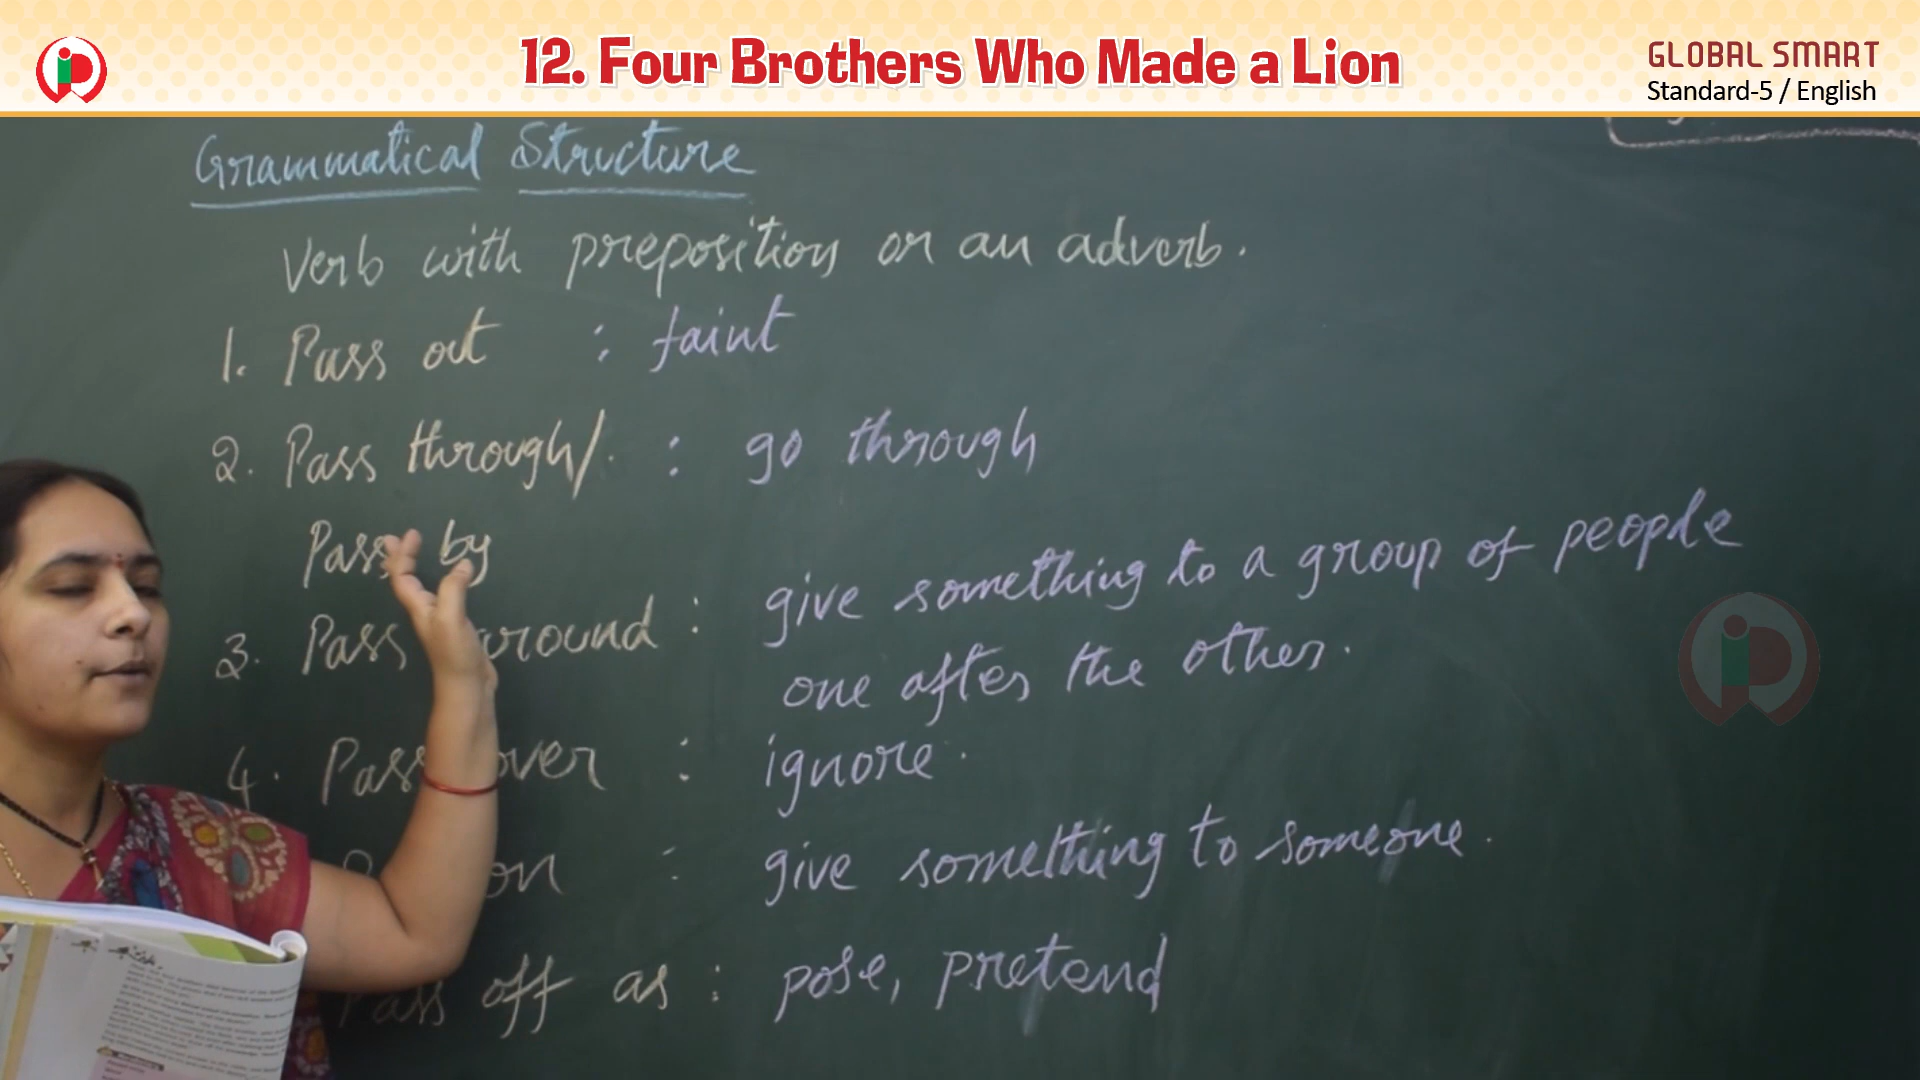 12. Four Brothers Who Made a Lion
GLOBAL SMART
Standard-5 / English
Grammatical Structure
Verb with preposition or an adverb.
1. Pass out : faint
2. Pass through/. : go through
Pass by
3. Pass around : give something to a group of people
one after the other.
4. Pass over : ignore.
on : give something to someone.
Pass off as : pose, pretend